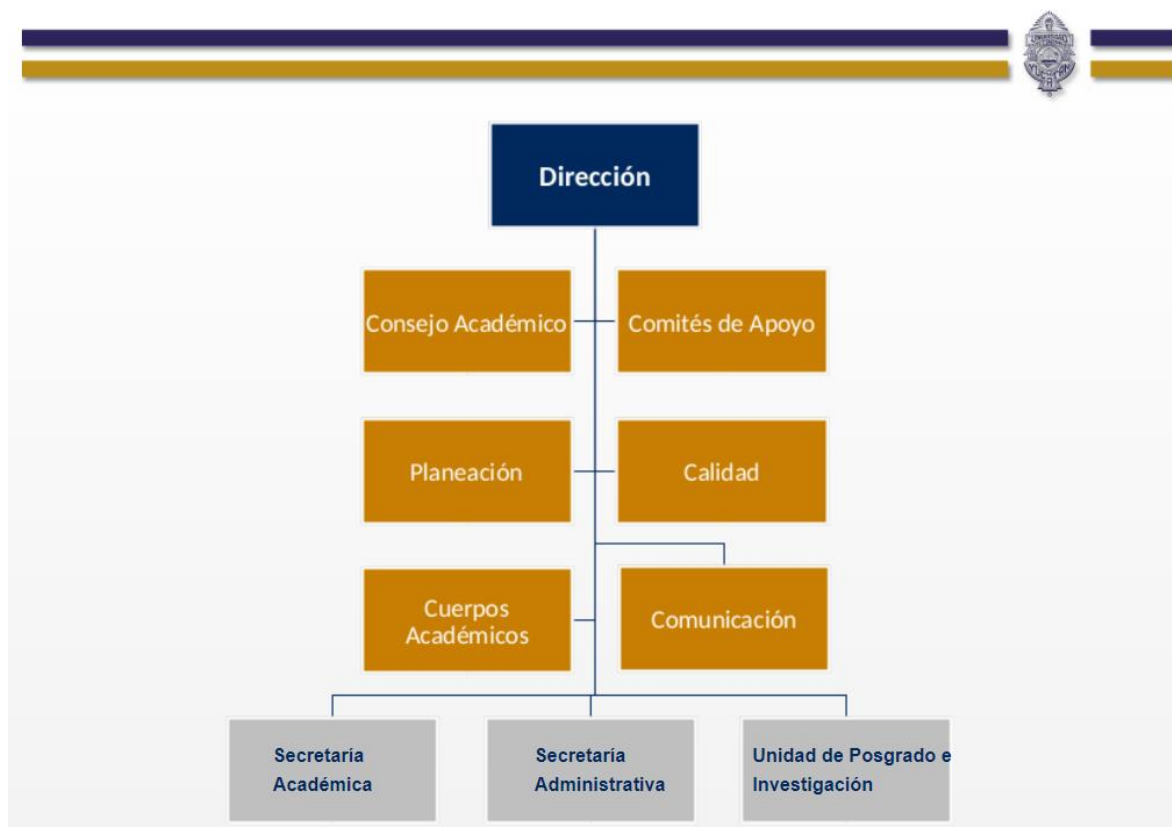 Dirección
Consejo Académico
Comités de Apoyo
Planeación
Calidad
Cuerpos
Académicos
Comunicación
Secretaría
Académica
Secretaría
Administrativa
Unidad de Posgrado e
Investigación